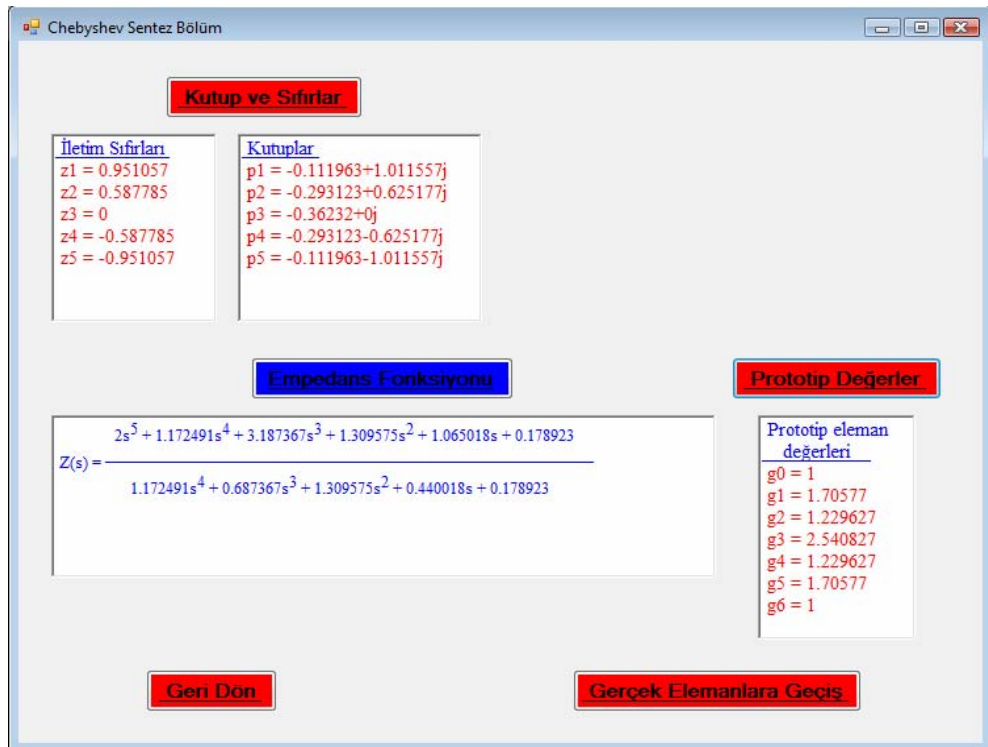 Chebyshev Sentez Bölüm
Kutup ve Sıfırlar
İletim Sıfırları
z1 = 0.951057
z2 = 0.587785
z3 = 0
z4 = -0.587785
z5 = -0.951057
Kutuplar
p1 = -0.111963+1.011557j
p2 = -0.293123+0.625177j
p3 = -0.36232+0j
p4 = -0.293123-0.625177j
p5 = -0.111963-1.011557j
Empedans Fonksiyonu
2s^5 + 1.172491s^4 + 3.187367s^3 + 1.309575s^2 + 1.065018s + 0.178923
Z(s) =
1.172491s^4 + 0.687367s^3 + 1.309575s^2 + 0.440018s + 0.178923
Prototip Değerler
Prototip eleman
değerleri
g0 = 1
g1 = 1.70577
g2 = 1.229627
g3 = 2.540827
g4 = 1.229627
g5 = 1.70577
g6 = 1
Geri Dön
Gerçek Elemanlara Geçiş